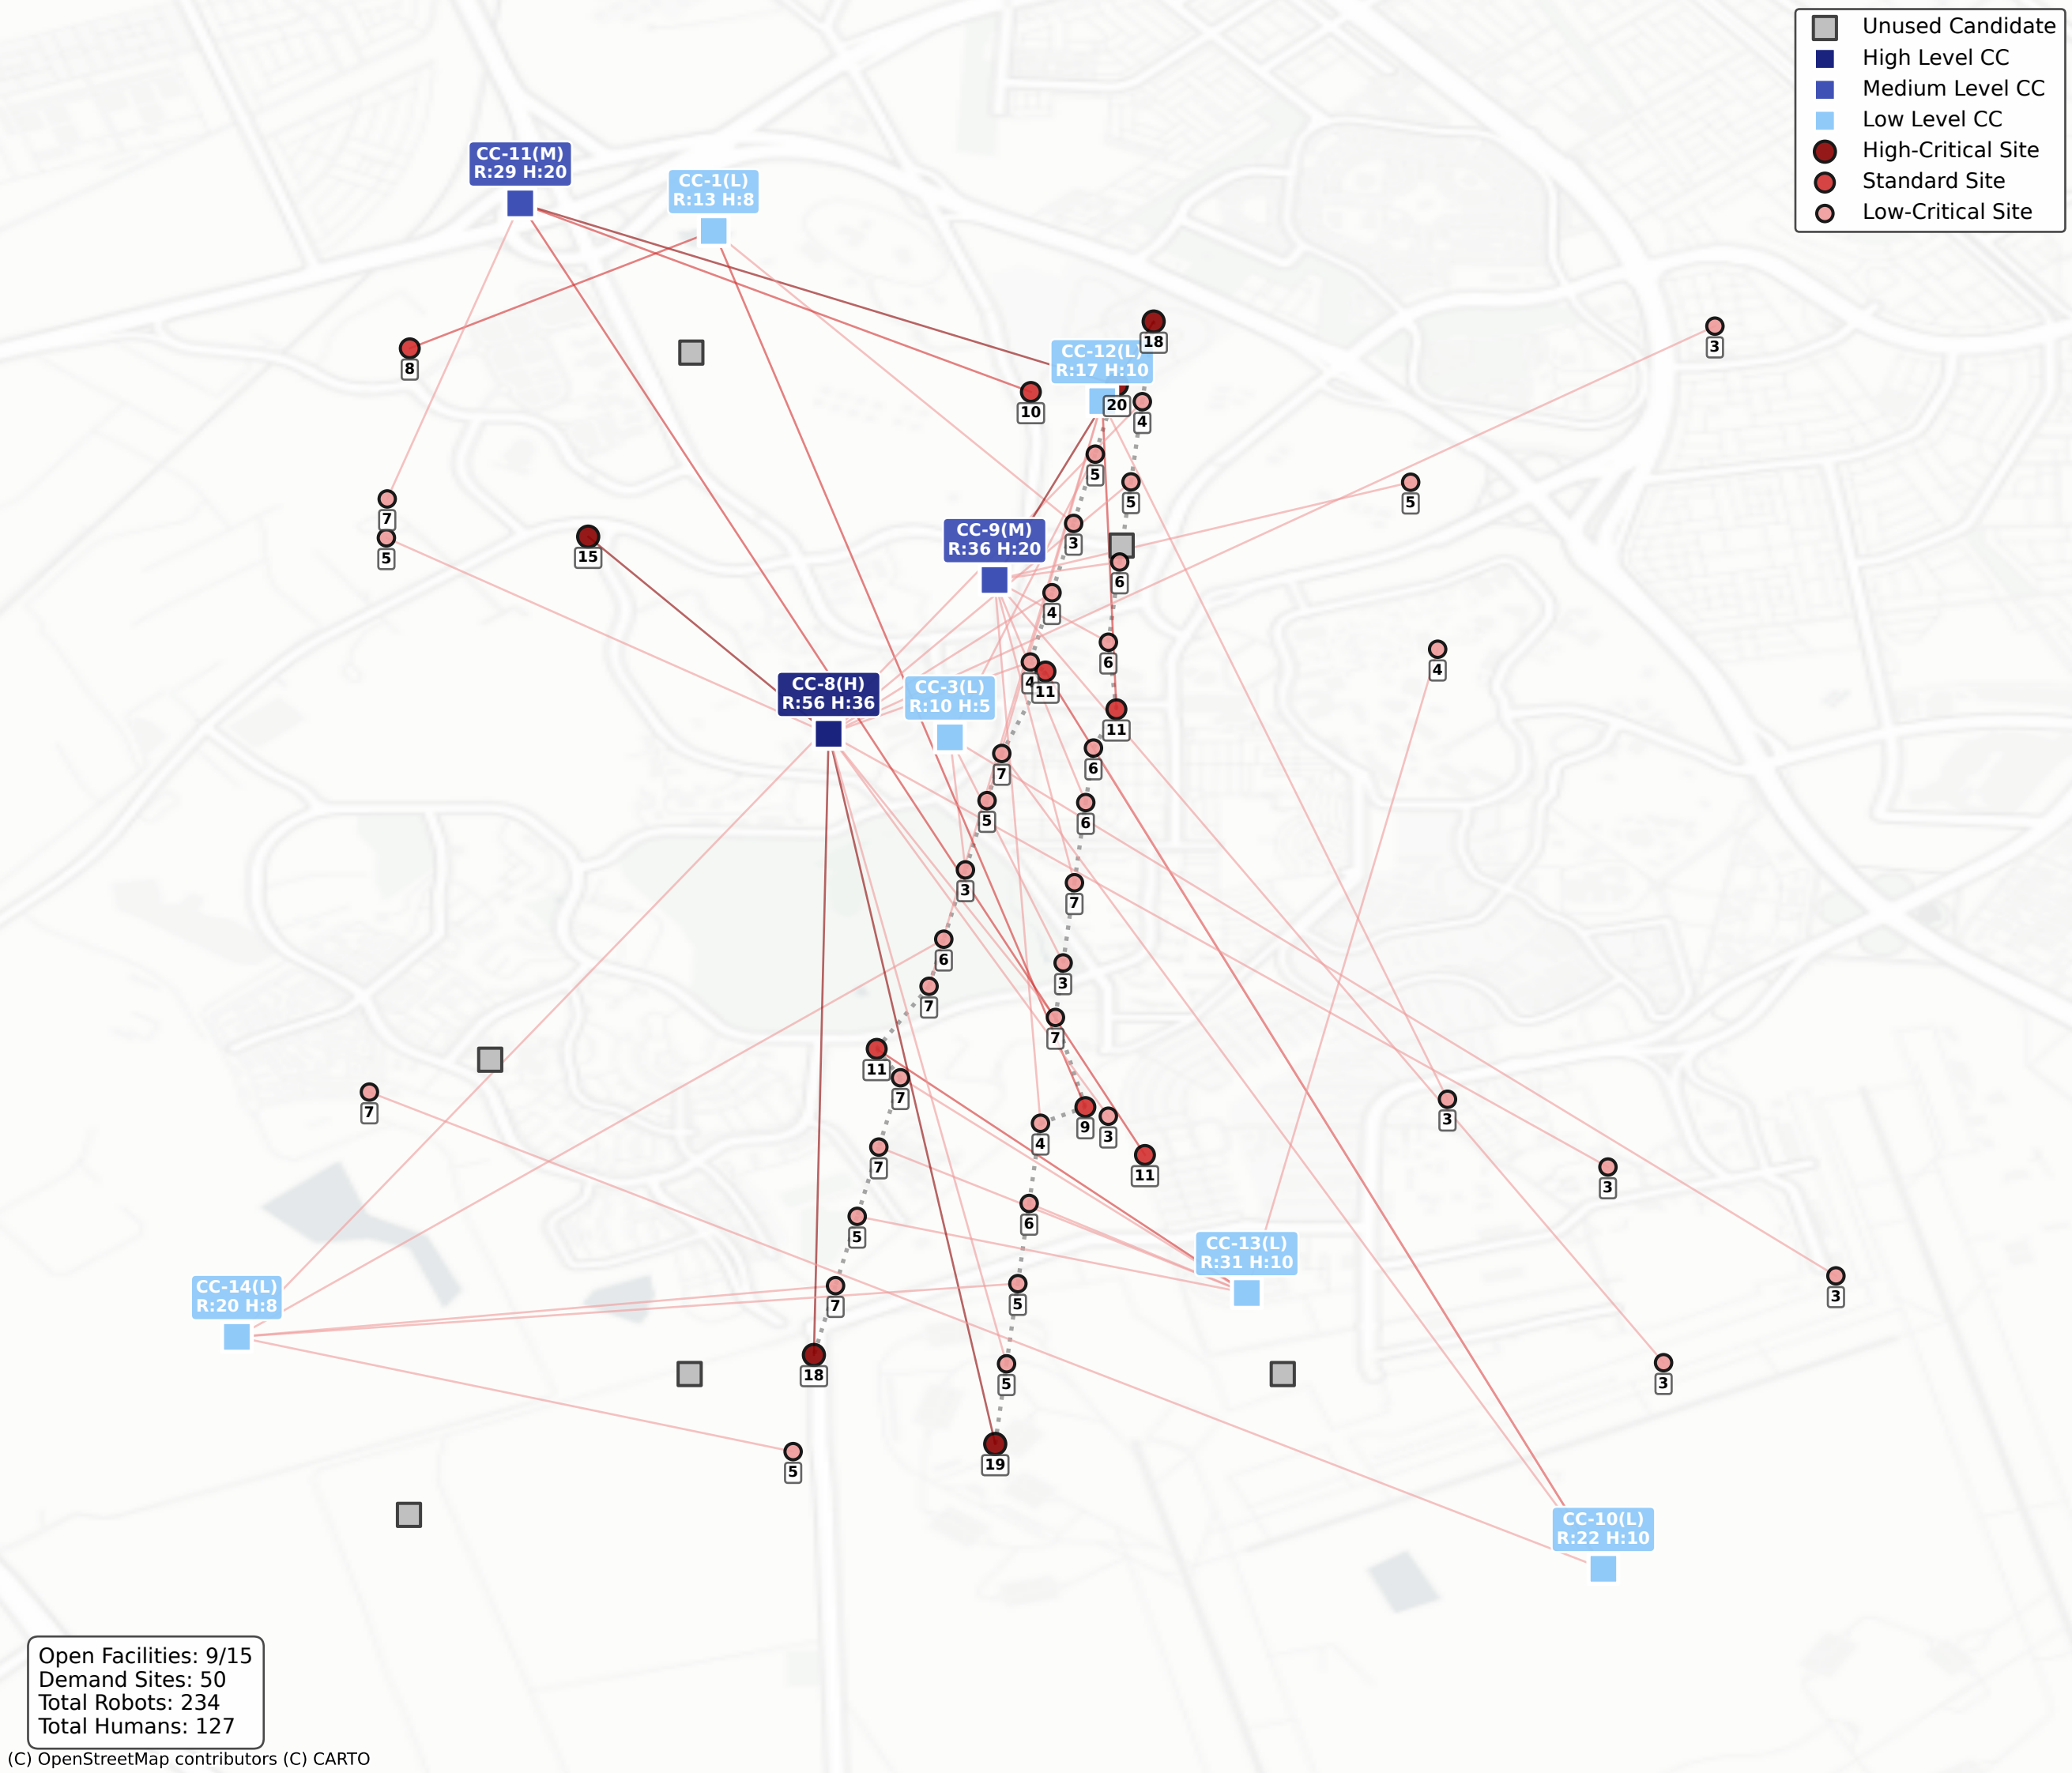 Unused Candidate
High Level CC
Medium Level CC
Low Level CC
High-Critical Site
Standard Site
Low-Critical Site
CC-11(M)
R:29 H:20
CC-1(L)
R:13 H:8
18
3
CC-12(L)
R:17 H:10
8
10
20
4
5
5
5
7
3
CC-9(M)
R:36 H:20
5
15
6
4
6
4
4
11
CC-8(H)
R:56 H:36
CC-3(L)
R:10 H:5
11
7
6
5
6
3
7
6
3
7
7
11
7
7
9
3
3
4
7
11
3
6
5
CC-13(L)
R:31 H:10
CC-14(L)
R:20 H:8
7
5
3
18
5
3
19
5
CC-10(L)
R:22 H:10
Open Facilities: 9/15
Demand Sites: 50
Total Robots: 234
Total Humans: 127
(C) OpenStreetMap contributors (C) CARTO